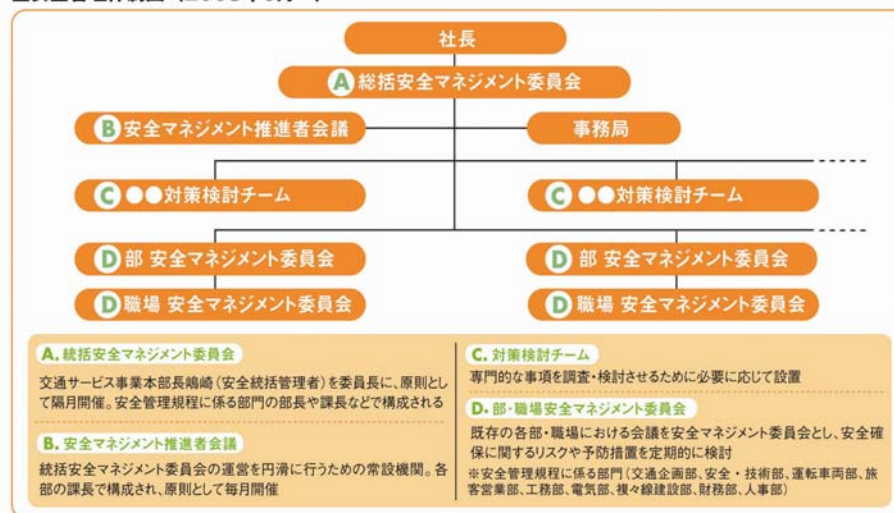 社長
A 総括安全マネジメント委員会
B 安全マネジメント推進者会議
事務局
C ●●対策検討チーム
C ●●対策検討チーム
D 部 安全マネジメント委員会
D 部 安全マネジメント委員会
D 職場 安全マネジメント委員会
D 職場 安全マネジメント委員会
A. 統括安全マネジメント委員会
交通サービス事業本部長嶋崎(安全統括管理者)を委員長に、原則とし
て隔月開催。安全管理規程に係る部門の部長や課長などで構成される
B. 安全マネジメント推進者会議
統括安全マネジメント委員会の運営を円滑に行うための常設機関。各
部の課長で構成され、原則として毎月開催
C. 対策検討チーム
専門的な事項を調査・検討させるために必要に応じて設置
D. 部・職場安全マネジメント委員会
既存の各部・職場における会議を安全マネジメント委員会とし、安全確
保に関するリスクや予防措置を定期的に検討
※安全管理規程に係る部門(交通企画部、安全・技術部、運転車両部、旅
客営業部、工務部、電気部、複々線建設部、財務部、人事部)